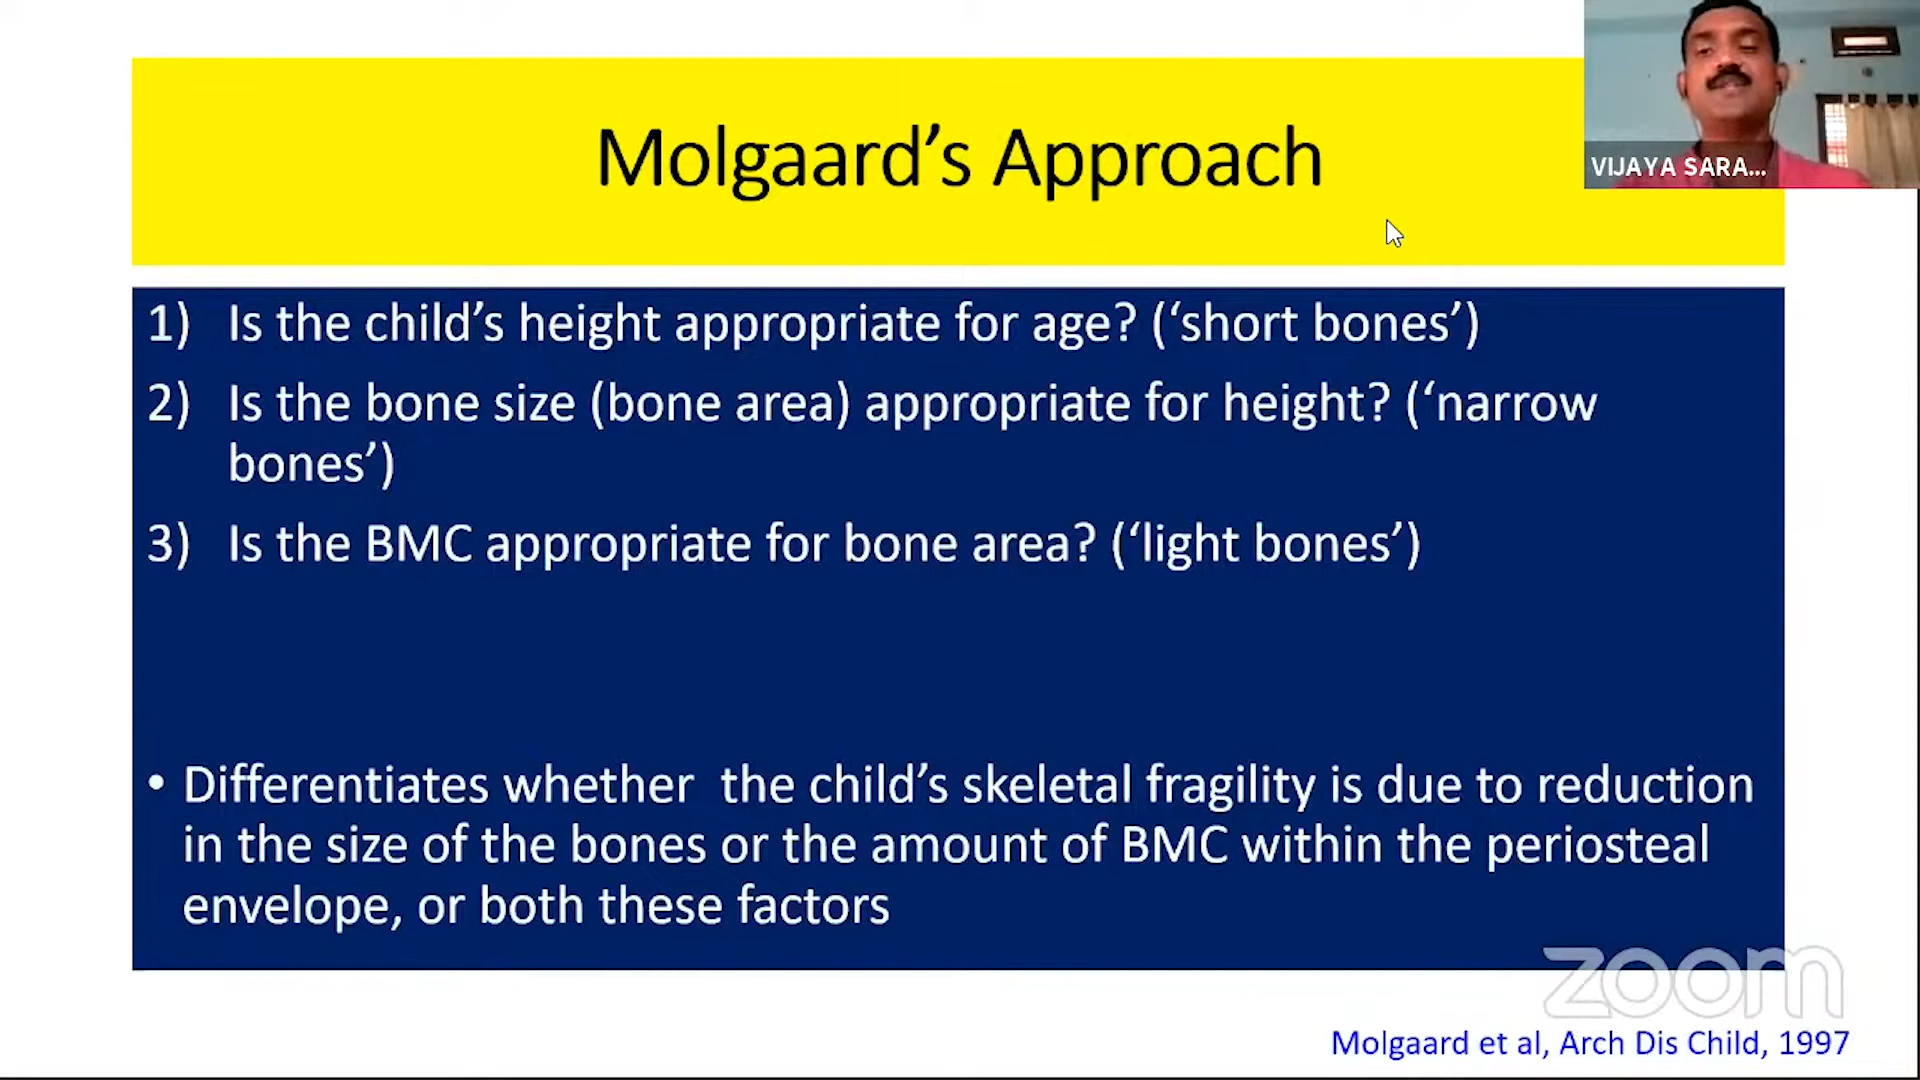 Molgaard’s Approach
VIJAYA SARA...
1) Is the child’s height appropriate for age? (‘short bones’)
2) Is the bone size (bone area) appropriate for height? (‘narrow
bones’)
3) Is the BMC appropriate for bone area? (‘light bones’)
• Differentiates whether the child’s skeletal fragility is due to reduction
in the size of the bones or the amount of BMC within the periosteal
envelope, or both these factors
zoom
Molgaard et al, Arch Dis Child, 1997